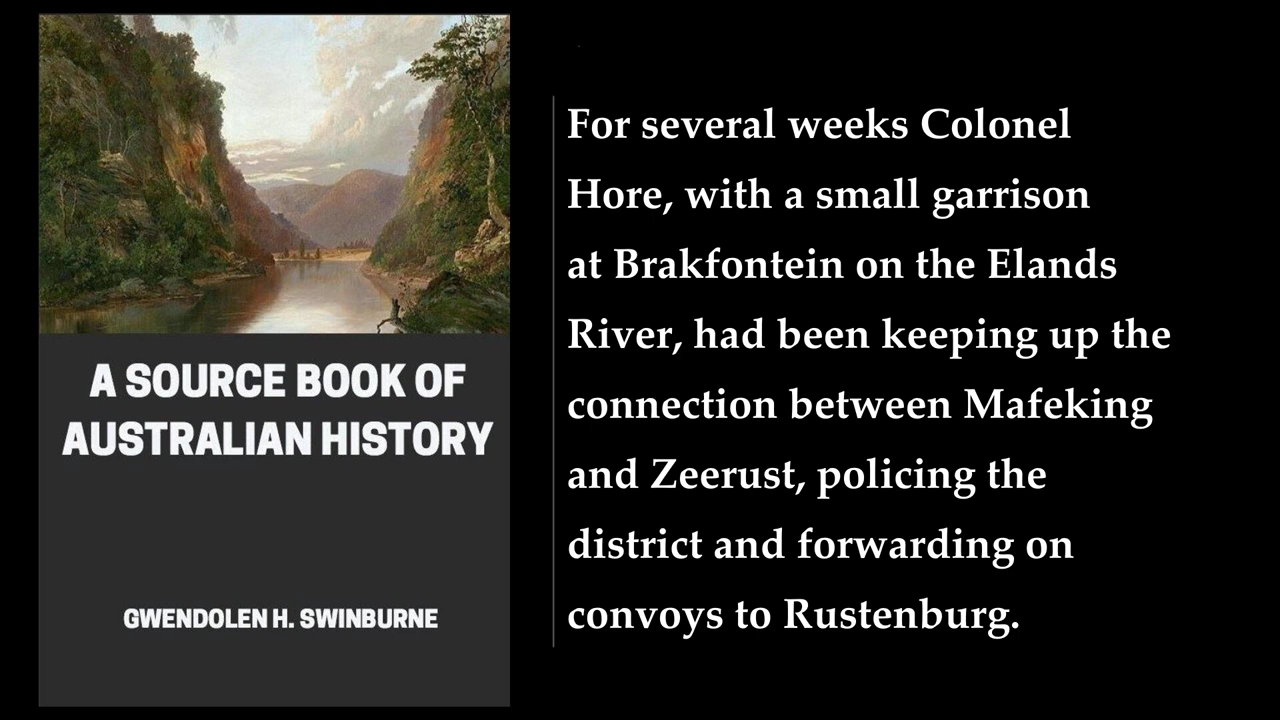 A SOURCE BOOK OF
AUSTRALIAN HISTORY
GWENDOLEN H. SWINBURNE
For several weeks Colonel
Hore, with a small garrison
at Brakfontein on the Elands
River, had been keeping up the
connection between Mafeking
and Zeerust, policing the
district and forwarding on
convoys to Rustenburg.